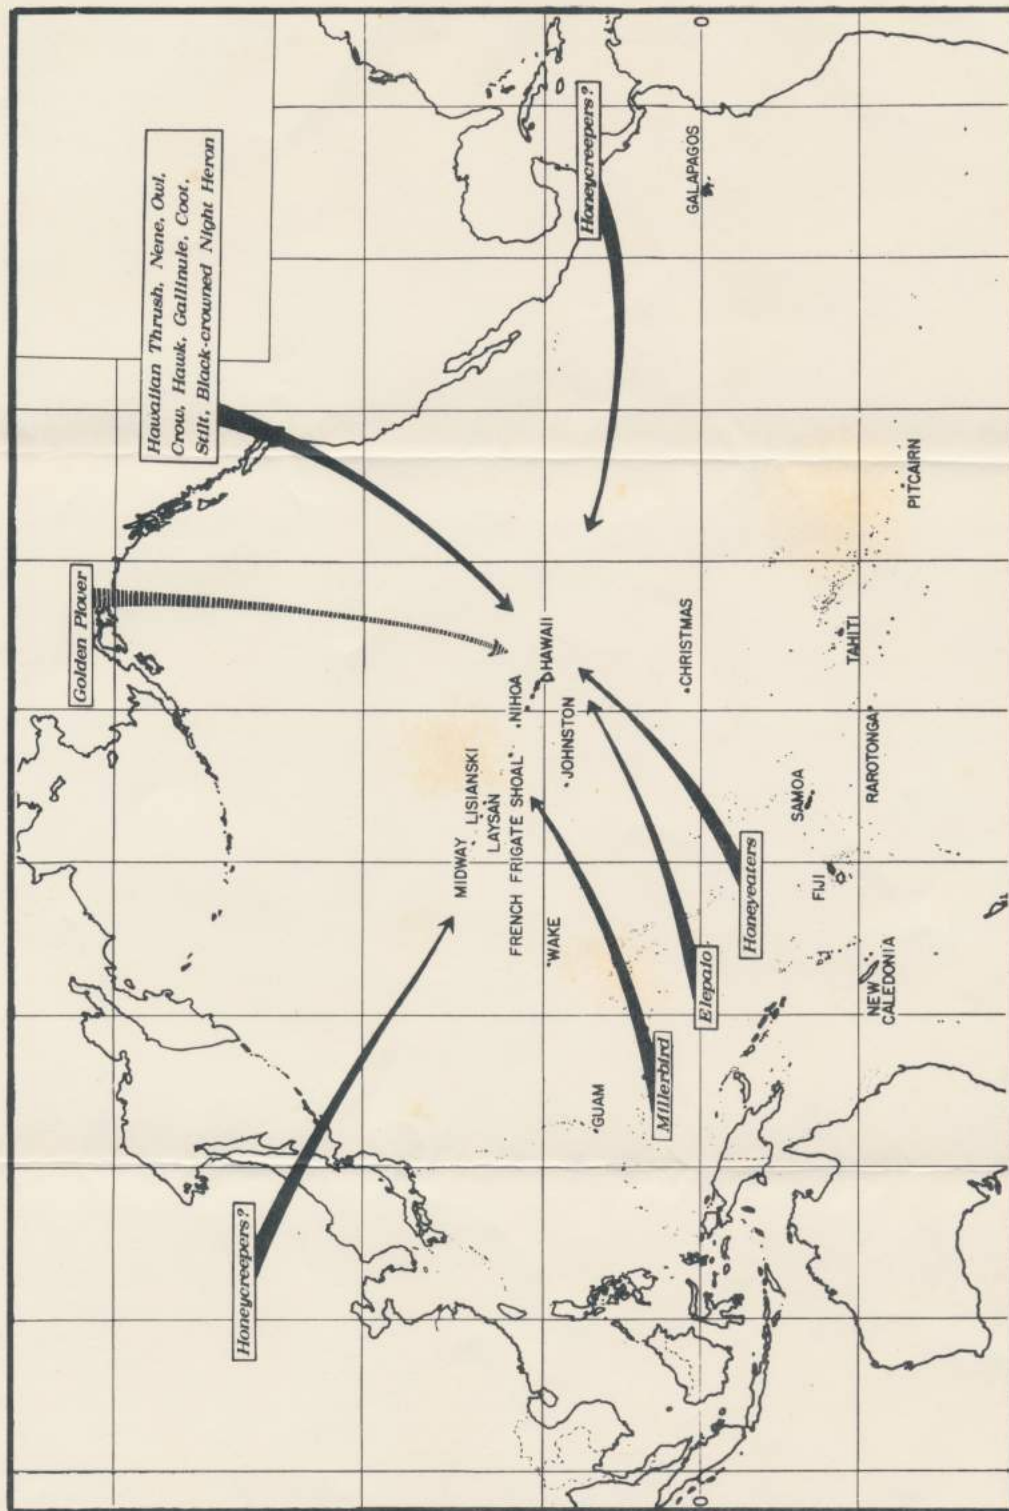 Hawaiian Thrush, Nene, Owl,
Crow, Hawk, Gallinule, Coot,
Stilt, Black-crowned Night Heron
Golden Plover
Honeycreepers?
Honeycreepers?
MIDWAY
LISIANSKI
LAYSAN
FRENCH FRIGATE SHOAL
NIHOA
HAWAII
JOHNSTON
WAKE
GUAM
Millerbird
Elepaio
Honeyeaters
CHRISTMAS
GALAPAGOS
0
0
SAMOA
FIJI
TAHITI
RAROTONGA
PITCAIRN
NEW
CALEDONIA